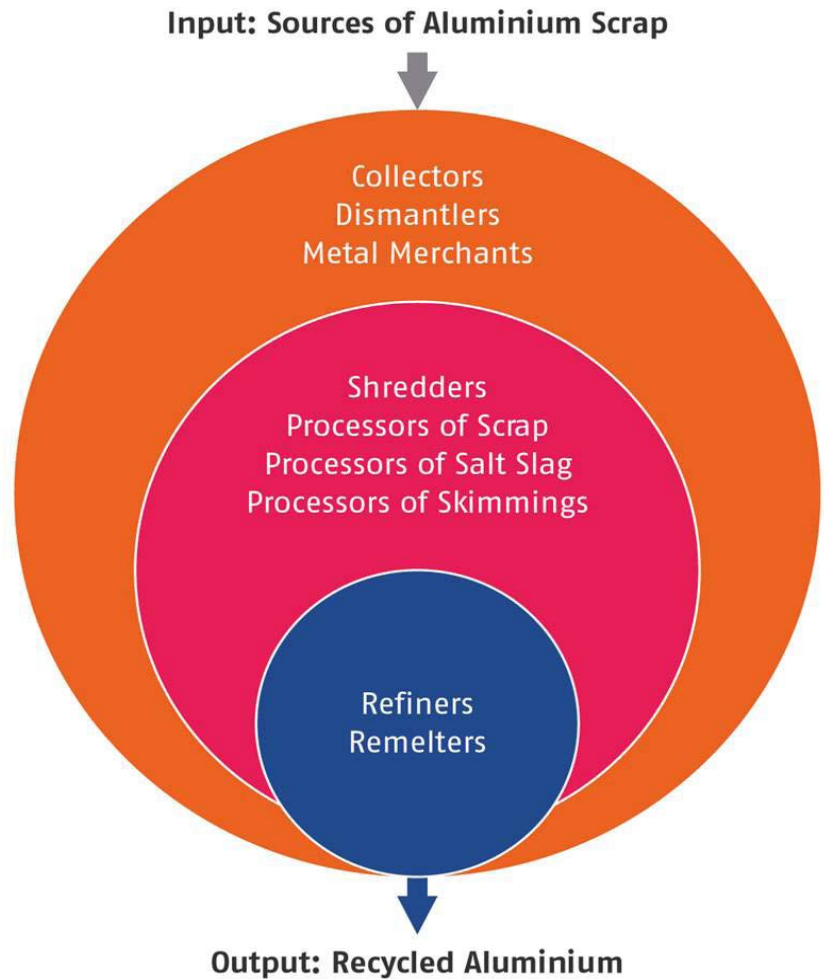 Input: Sources of Aluminium Scrap
Collectors
Dismantlers
Metal Merchants
Shredders
Processors of Scrap
Processors of Salt Slag
Processors of Skimmings
Refiners
Remelters
Output: Recycled Aluminium